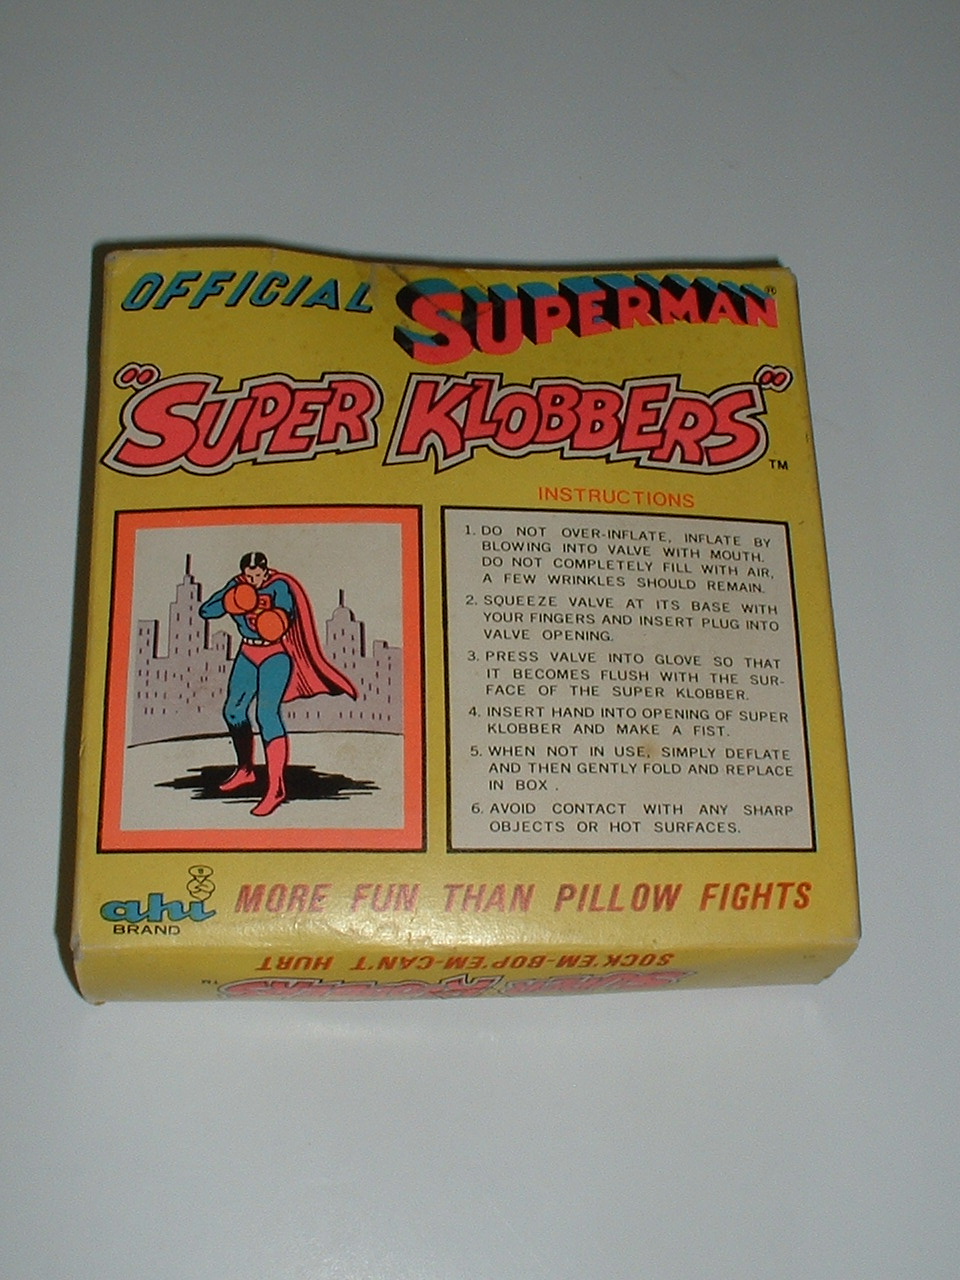 OFFICIAL SUPERMAN®
"SUPER KLOBBERS"™
INSTRUCTIONS
1. DO NOT OVER-INFLATE, INFLATE BY
BLOWING INTO VALVE WITH MOUTH.
DO NOT COMPLETELY FILL WITH AIR,
A FEW WRINKLES SHOULD REMAIN.
2. SQUEEZE VALVE AT ITS BASE WITH
YOUR FINGERS AND INSERT PLUG INTO
VALVE OPENING.
3. PRESS VALVE INTO GLOVE SO THAT
IT BECOMES FLUSH WITH THE SUR-
FACE OF THE SUPER KLOBBER.
4. INSERT HAND INTO OPENING OF SUPER
KLOBBER AND MAKE A FIST.
5. WHEN NOT IN USE, SIMPLY DEFLATE
AND THEN GENTLY FOLD AND REPLACE
IN BOX .
6. AVOID CONTACT WITH ANY SHARP
OBJECTS OR HOT SURFACES.
ahi
BRAND
MORE FUN THAN PILLOW FIGHTS
SOCK'EM-BOP'EM-CAN'T HURT
SUPER KLOBBERS